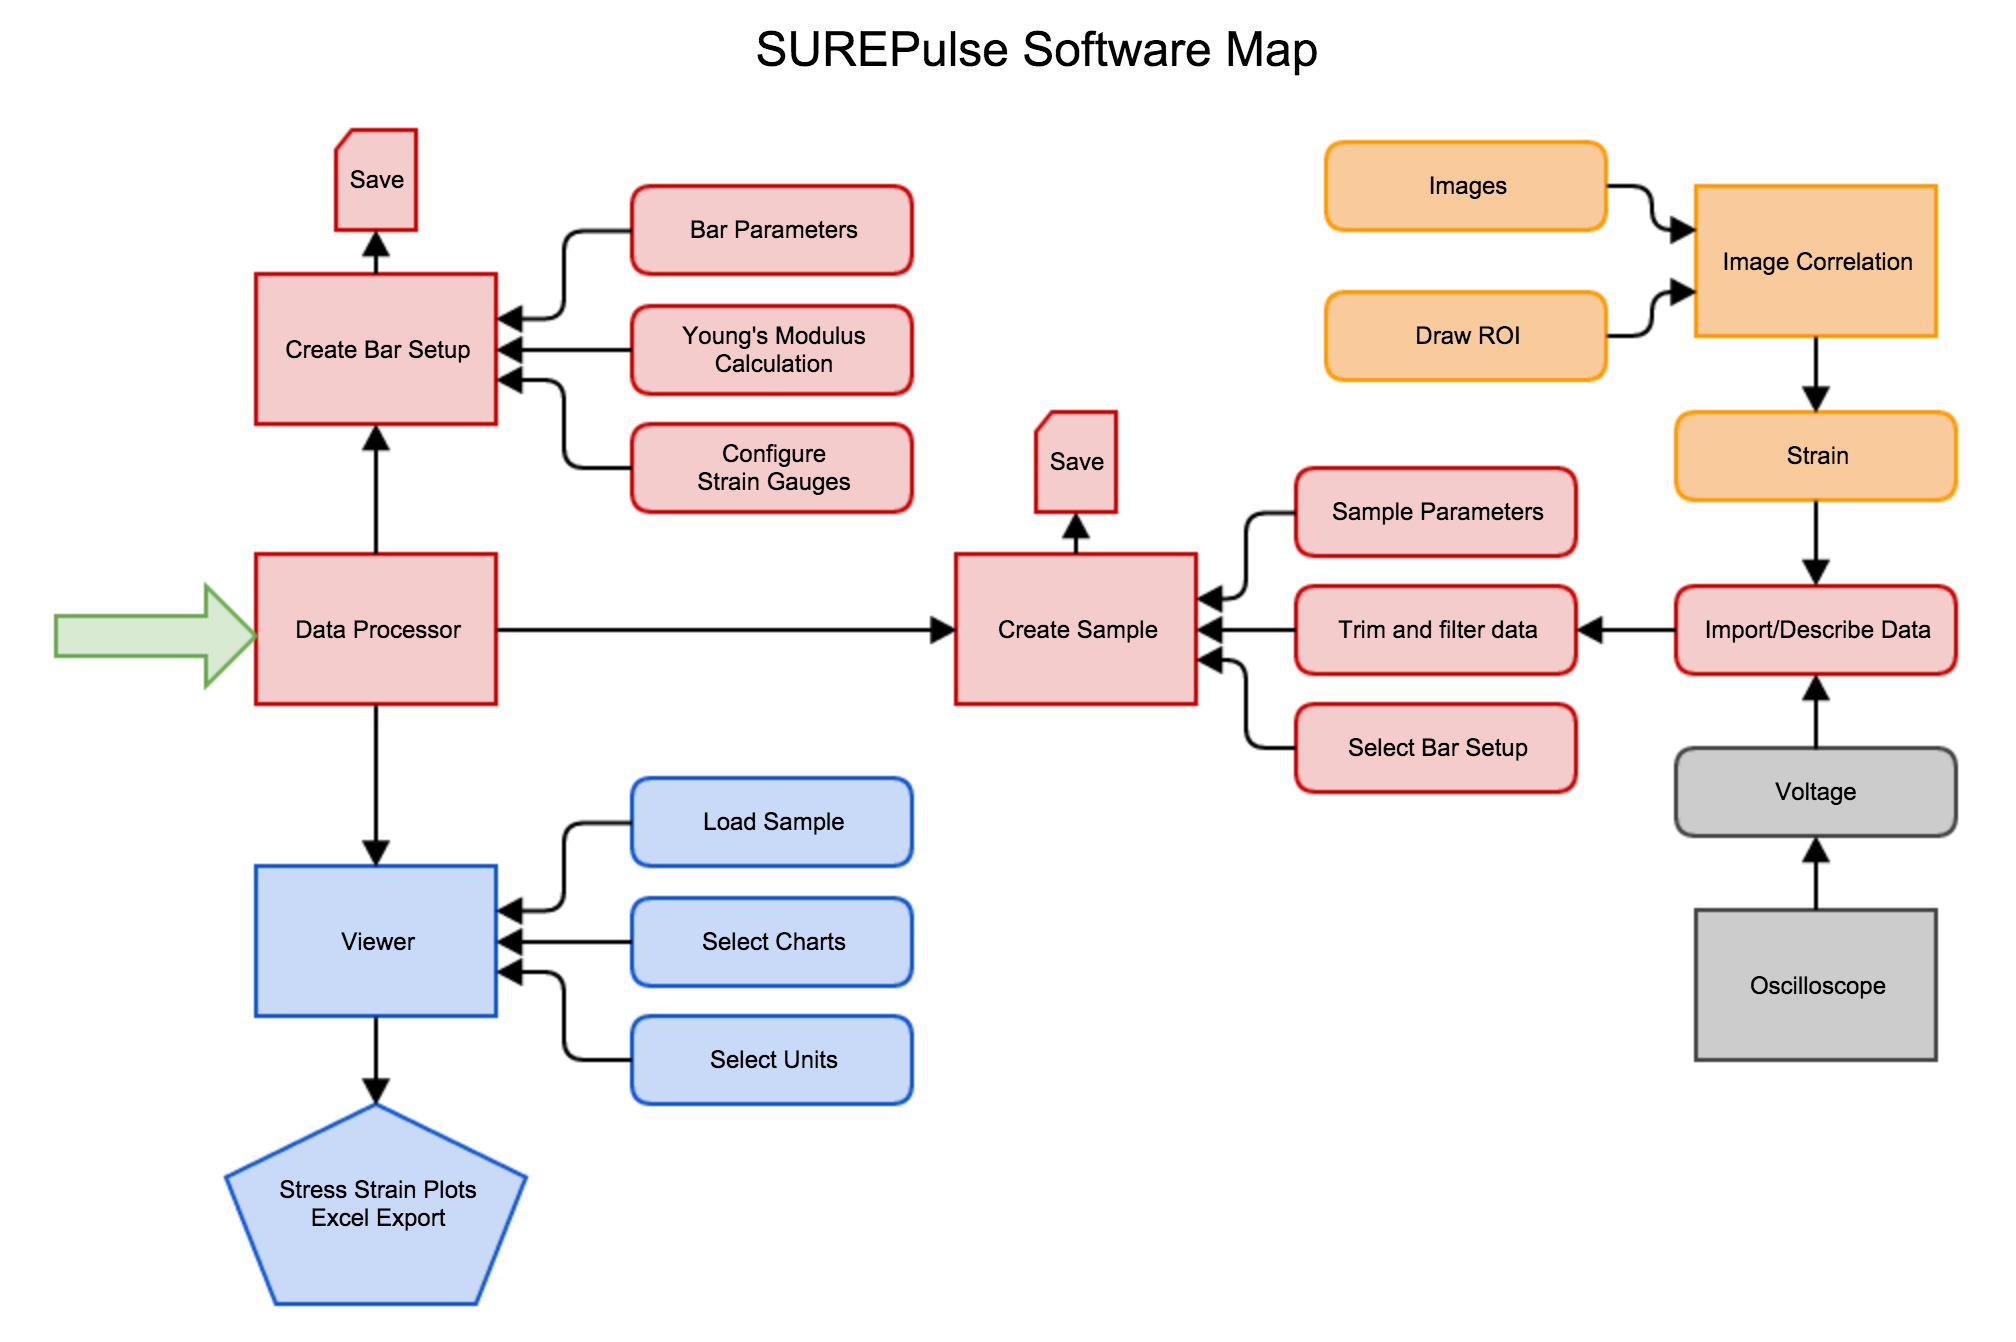 SUREPulse Software Map
Save
Bar Parameters
Create Bar Setup
Young's Modulus
Calculation
Configure
Strain Gauges
Images
Draw ROI
Image Correlation
Strain
Save
Sample Parameters
Data Processor
Create Sample
Trim and filter data
Import/Describe Data
Select Bar Setup
Voltage
Oscilloscope
Load Sample
Viewer
Select Charts
Select Units
Stress Strain Plots
Excel Export